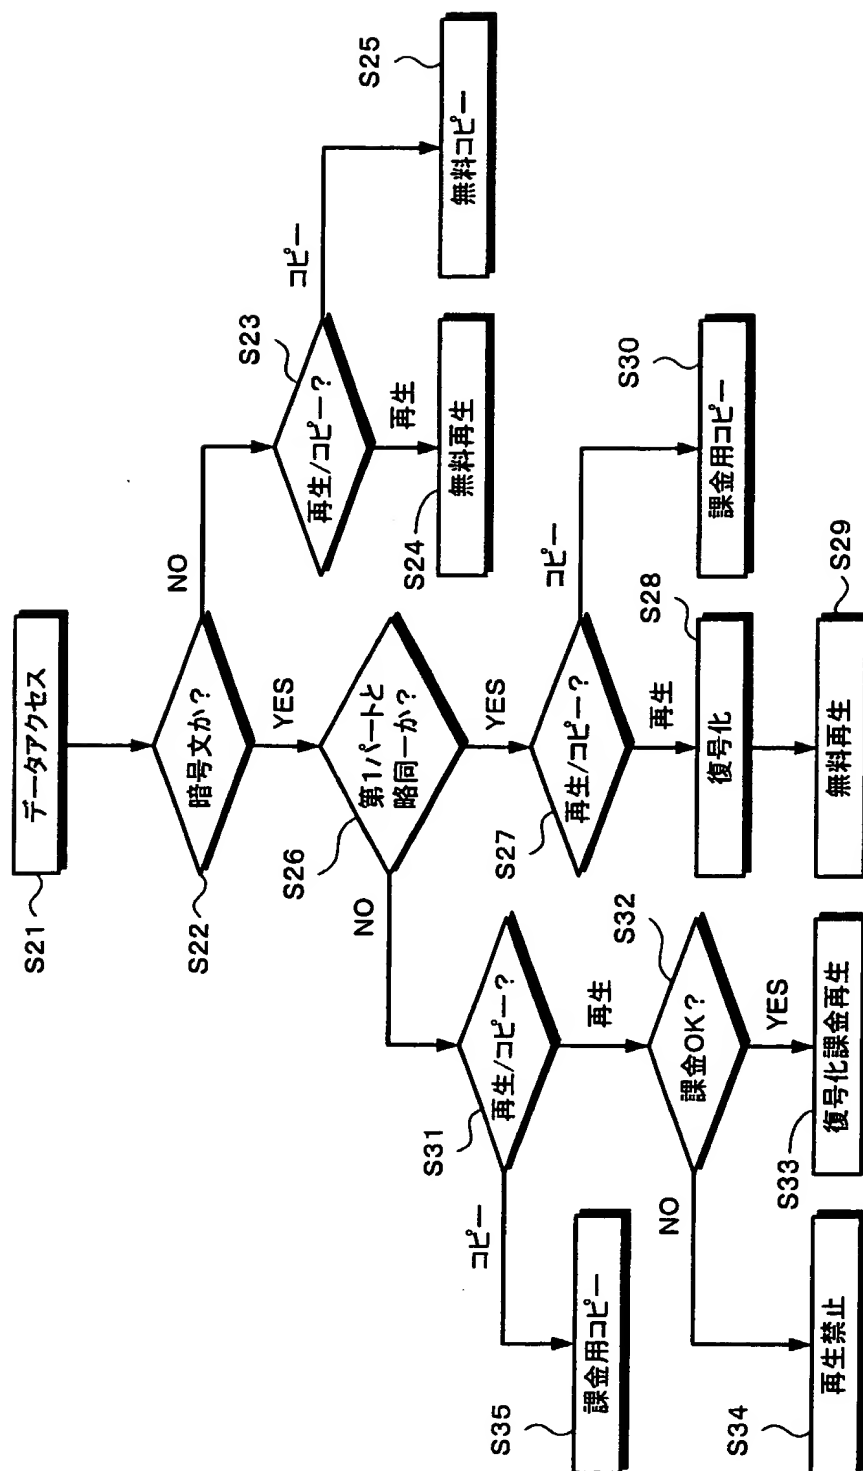 S21
データアクセス
S22
暗号文か?
NO
YES
S23
再生/コピー?
コピー
再生
S24
無料再生
S25
無料コピー
S26
第1パートと
略同一か?
NO
YES
S27
再生/コピー?
コピー
再生
S28
復号化
S29
無料再生
S30
課金用コピー
S31
再生/コピー?
コピー
再生
S32
課金OK?
NO
YES
S33
復号化課金再生
S34
再生禁止
S35
課金用コピー